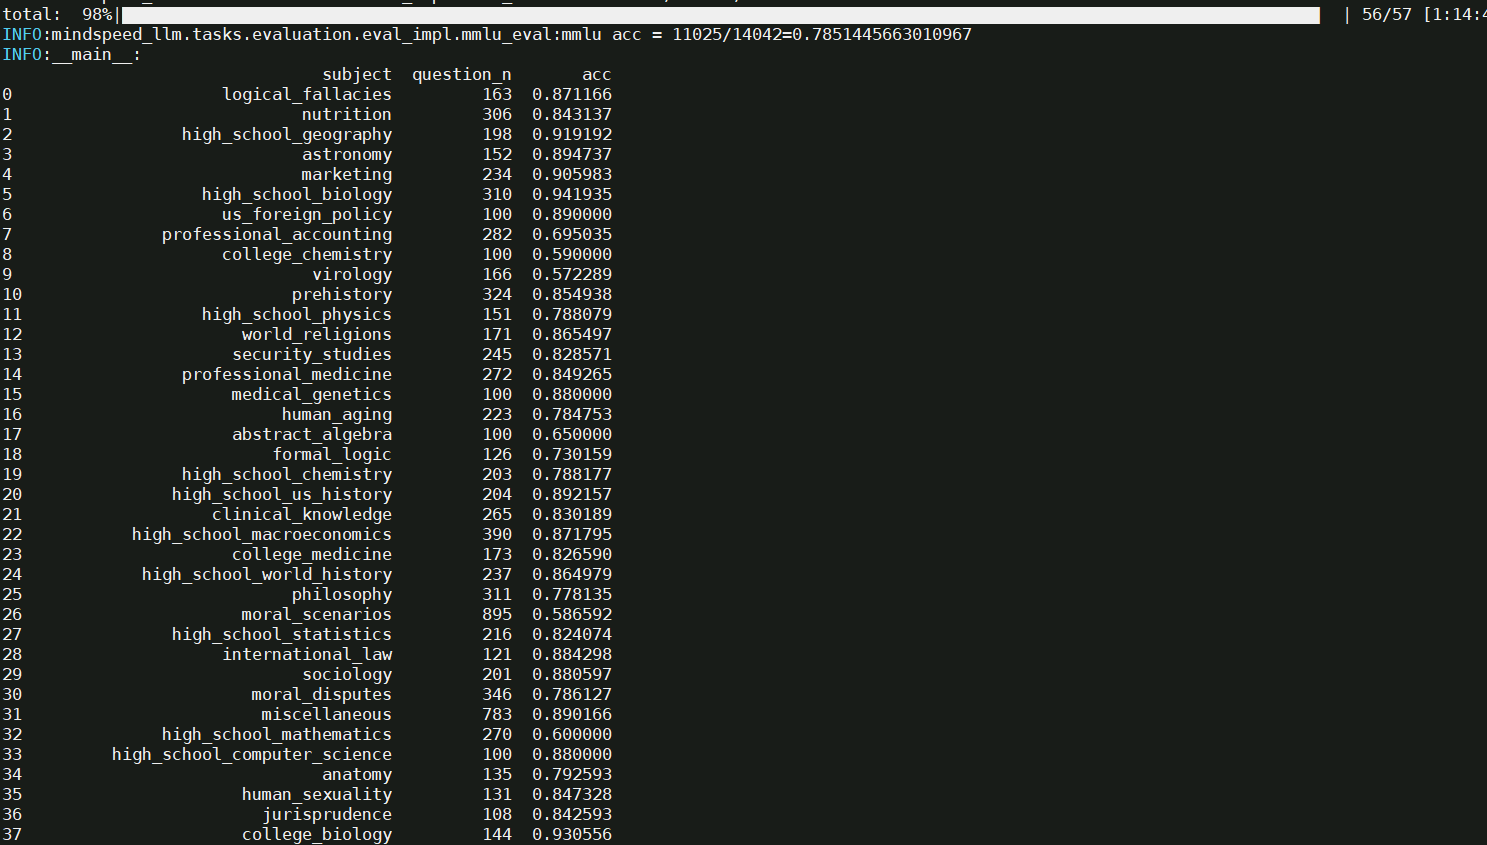 total:  98%| | 56/57 [1:14:4
INFO:mindspeed_llm.tasks.evaluation.eval_impl.mmlu_eval:mmlu acc = 11025/14042=0.7851445663010967
INFO:__main__:
subject  question_n  acc
0  logical_fallacies  163  0.871166
1  nutrition  306  0.843137
2  high_school_geography  198  0.919192
3  astronomy  152  0.894737
4  marketing  234  0.905983
5  high_school_biology  310  0.941935
6  us_foreign_policy  100  0.890000
7  professional_accounting  282  0.695035
8  college_chemistry  100  0.590000
9  virology  166  0.572289
10  prehistory  324  0.854938
11  high_school_physics  151  0.788079
12  world_religions  171  0.865497
13  security_studies  245  0.828571
14  professional_medicine  272  0.849265
15  medical_genetics  100  0.880000
16  human_aging  223  0.784753
17  abstract_algebra  100  0.650000
18  formal_logic  126  0.730159
19  high_school_chemistry  203  0.788177
20  high_school_us_history  204  0.892157
21  clinical_knowledge  265  0.830189
22  high_school_macroeconomics  390  0.871795
23  college_medicine  173  0.826590
24  high_school_world_history  237  0.864979
25  philosophy  311  0.778135
26  moral_scenarios  895  0.586592
27  high_school_statistics  216  0.824074
28  international_law  121  0.884298
29  sociology  201  0.880597
30  moral_disputes  346  0.786127
31  miscellaneous  783  0.890166
32  high_school_mathematics  270  0.600000
33  high_school_computer_science  100  0.880000
34  anatomy  135  0.792593
35  human_sexuality  131  0.847328
36  jurisprudence  108  0.842593
37  college_biology  144  0.930556